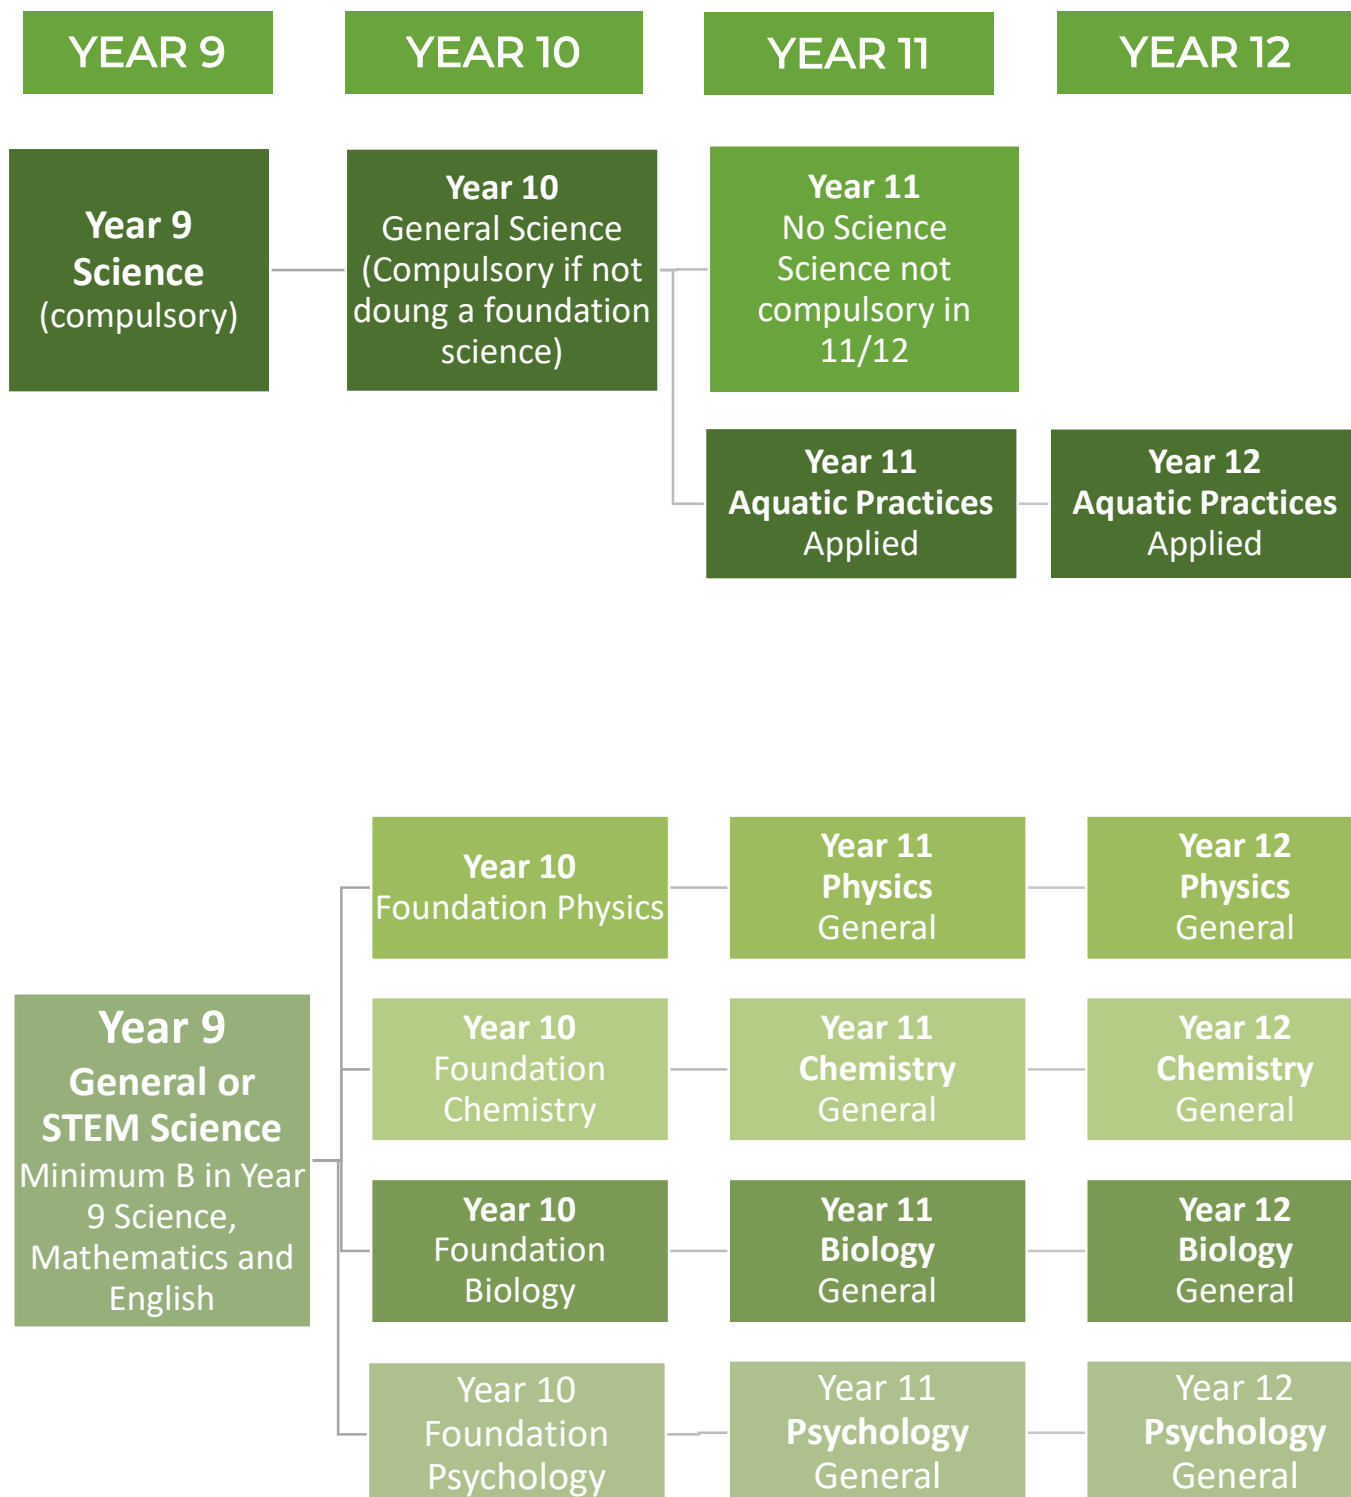 YEAR 9
YEAR 10
YEAR 11
YEAR 12
Year 9
Science
(compulsory)
Year 10
General Science
(Compulsory if not
doung a foundation
science)
Year 11
No Science
Science not
compulsory in
11/12
Year 11
Aquatic Practices
Applied
Year 12
Aquatic Practices
Applied
Year 9
General or
STEM Science
Minimum B in Year
9 Science,
Mathematics and
English
Year 10
Foundation Physics
Year 11
Physics
General
Year 12
Physics
General
Year 10
Foundation
Chemistry
Year 11
Chemistry
General
Year 12
Chemistry
General
Year 10
Foundation
Biology
Year 11
Biology
General
Year 12
Biology
General
Year 10
Foundation
Psychology
Year 11
Psychology
General
Year 12
Psychology
General